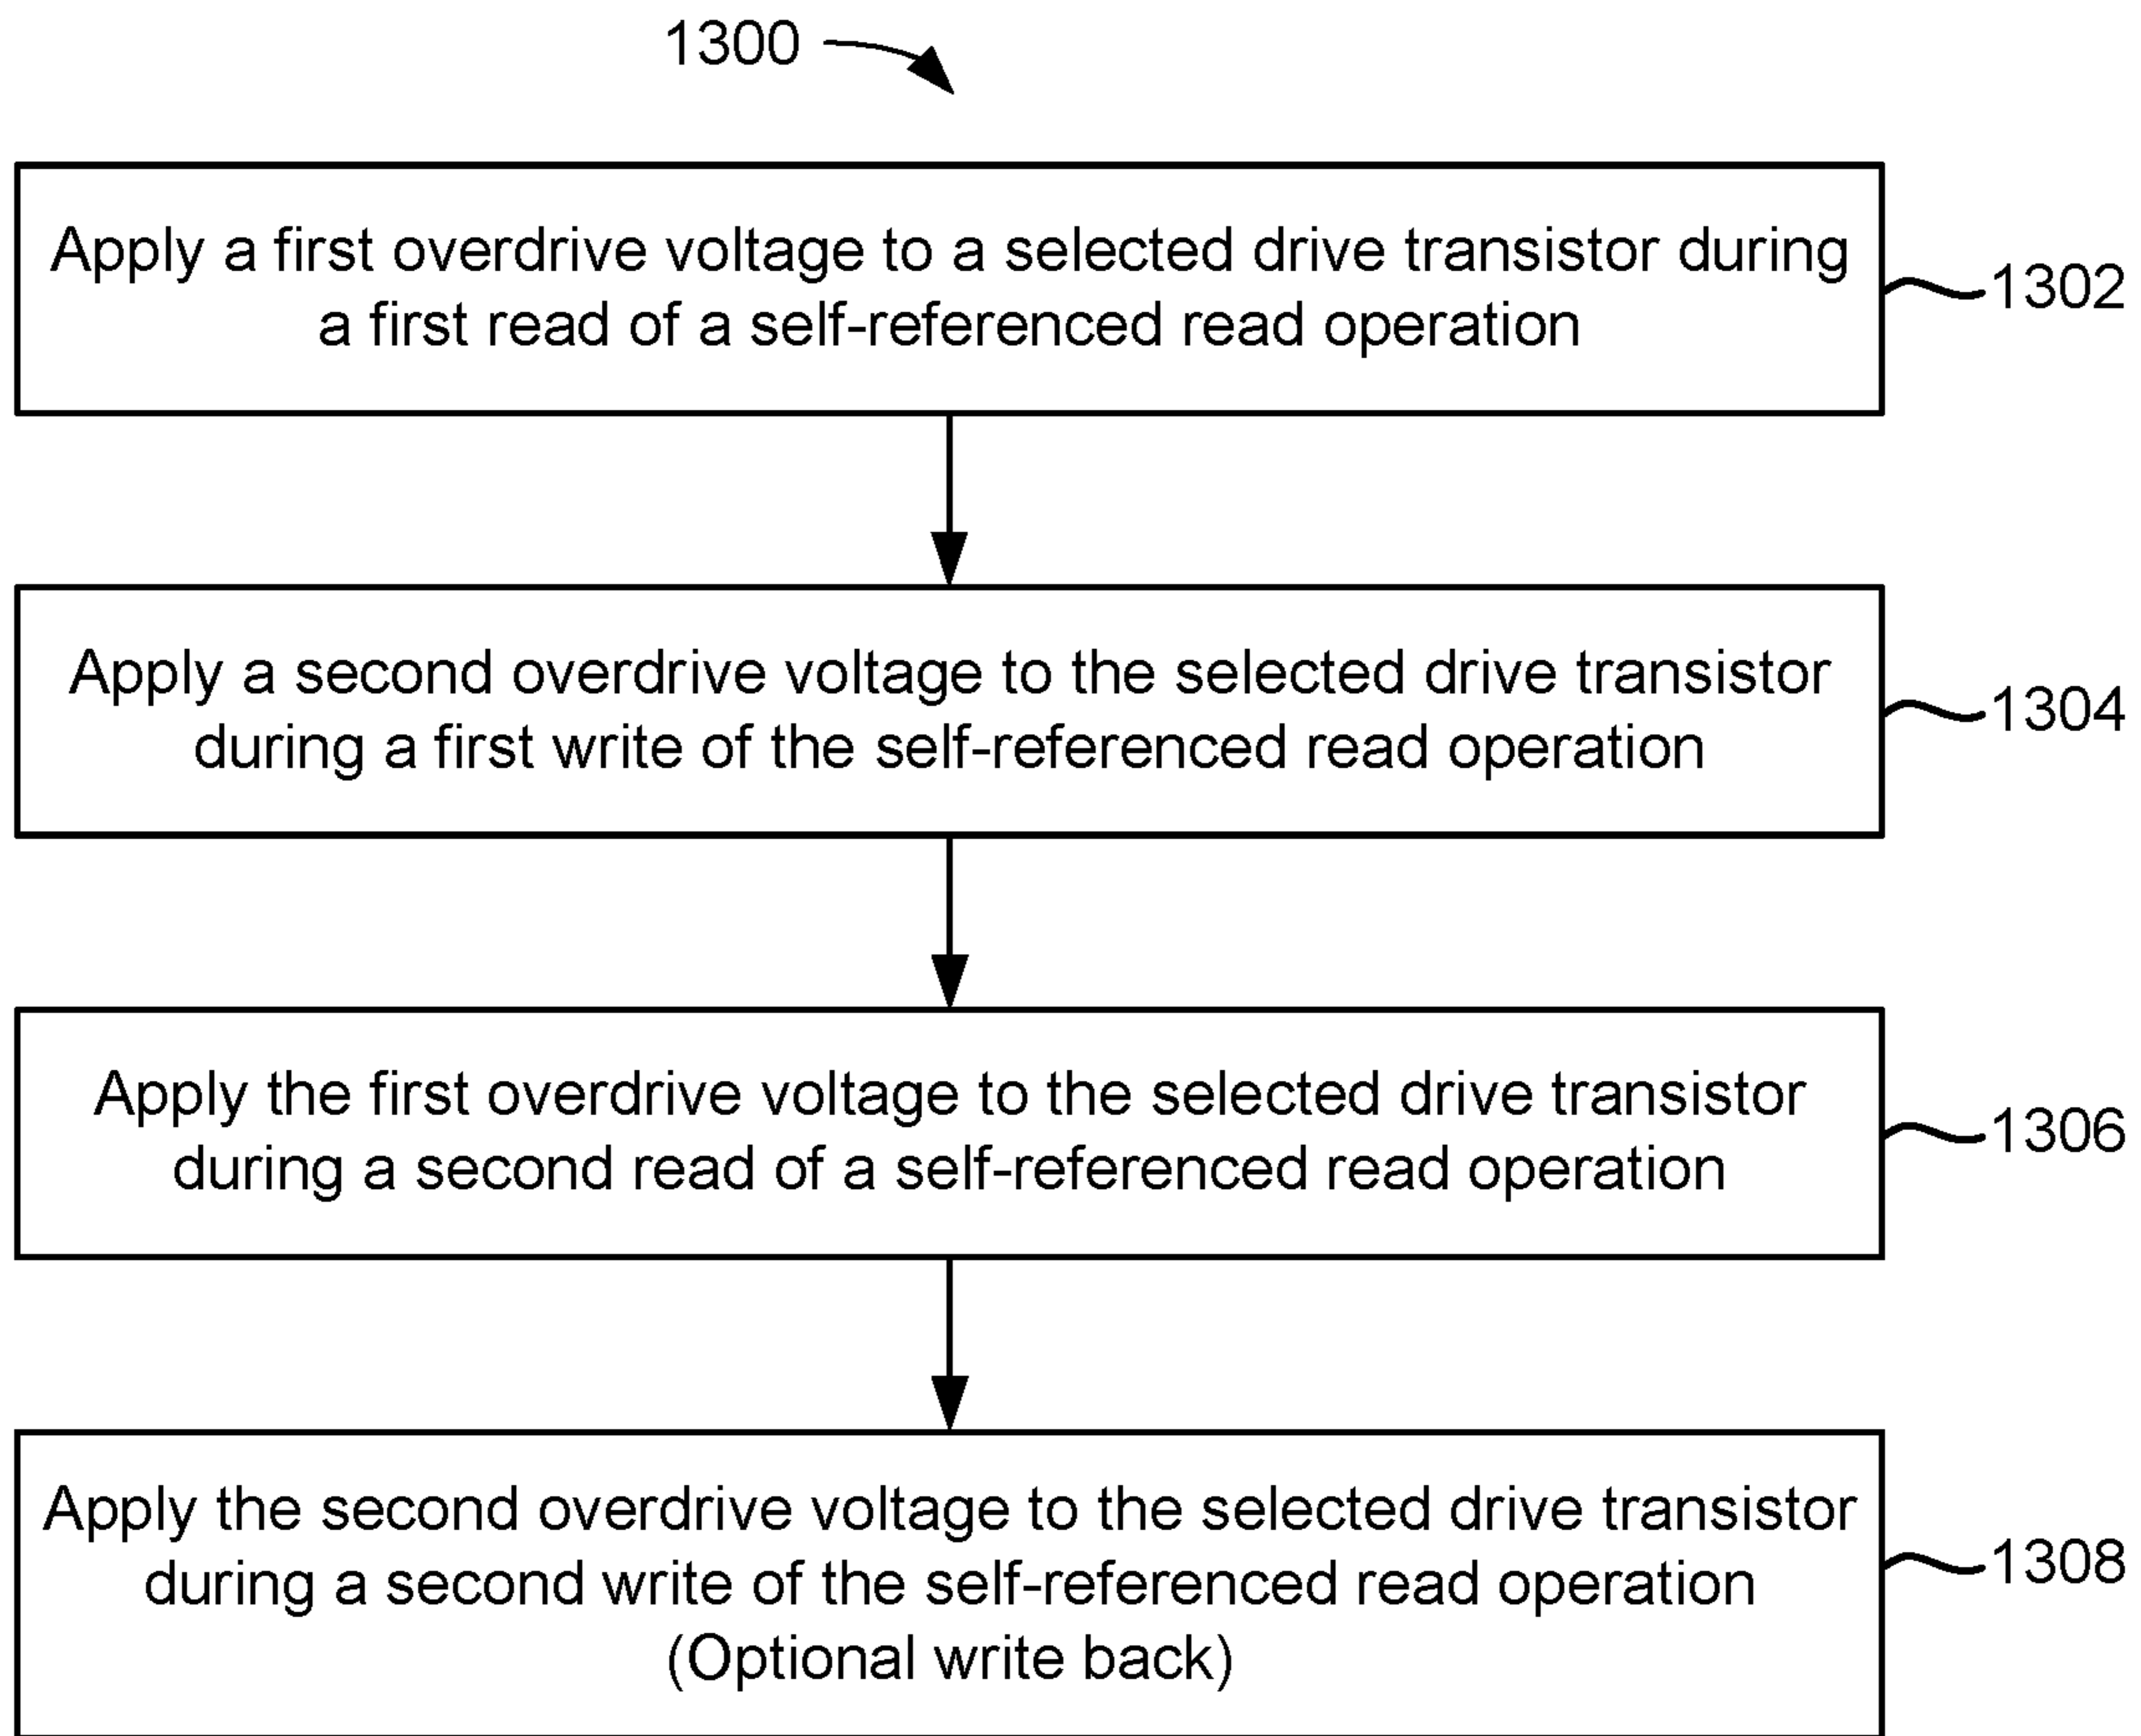 1300
Apply a first overdrive voltage to a selected drive transistor during
a first read of a self-referenced read operation
1302
Apply a second overdrive voltage to the selected drive transistor
during a first write of the self-referenced read operation
1304
Apply the first overdrive voltage to the selected drive transistor
during a second read of a self-referenced read operation
1306
Apply the second overdrive voltage to the selected drive transistor
during a second write of the self-referenced read operation
(Optional write back)
1308